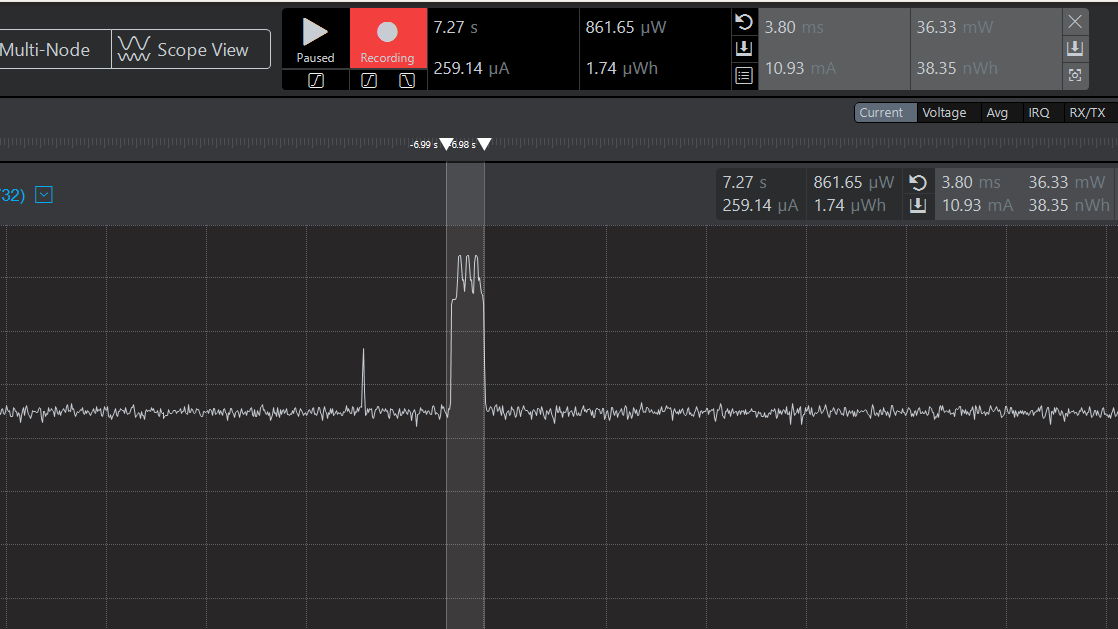 Multi-Node
Scope View
Paused
Recording
7.27 s
861.65 µW
259.14 µA
1.74 µWh
3.80 ms
36.33 mW
10.93 mA
38.35 nWh
Current Voltage Avg IRQ RX/TX
-6.99 s
6.98 s
32)
7.27 s
861.65 µW
259.14 µA
1.74 µWh
3.80 ms
36.33 mW
10.93 mA
38.35 nWh